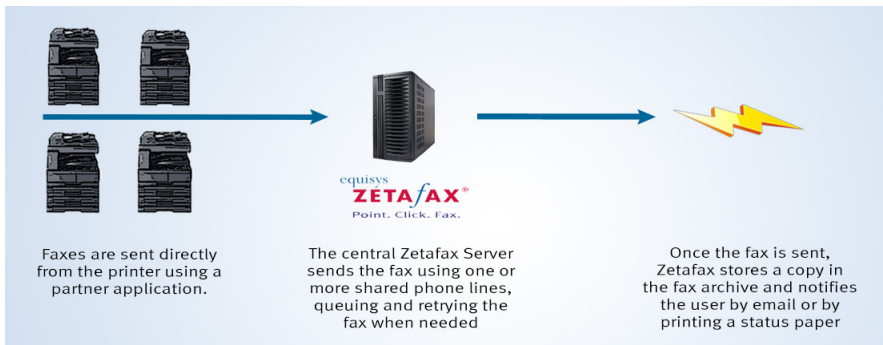 equisys
ZÉTAfAX®
Point. Click. Fax.
Faxes are sent directly
from the printer using a
partner application.
The central Zetafax Server
sends the fax using one or
more shared phone lines,
queuing and retrying the
fax when needed
Once the fax is sent,
Zetafax stores a copy in
the fax archive and notifies
the user by email or by
printing a status paper